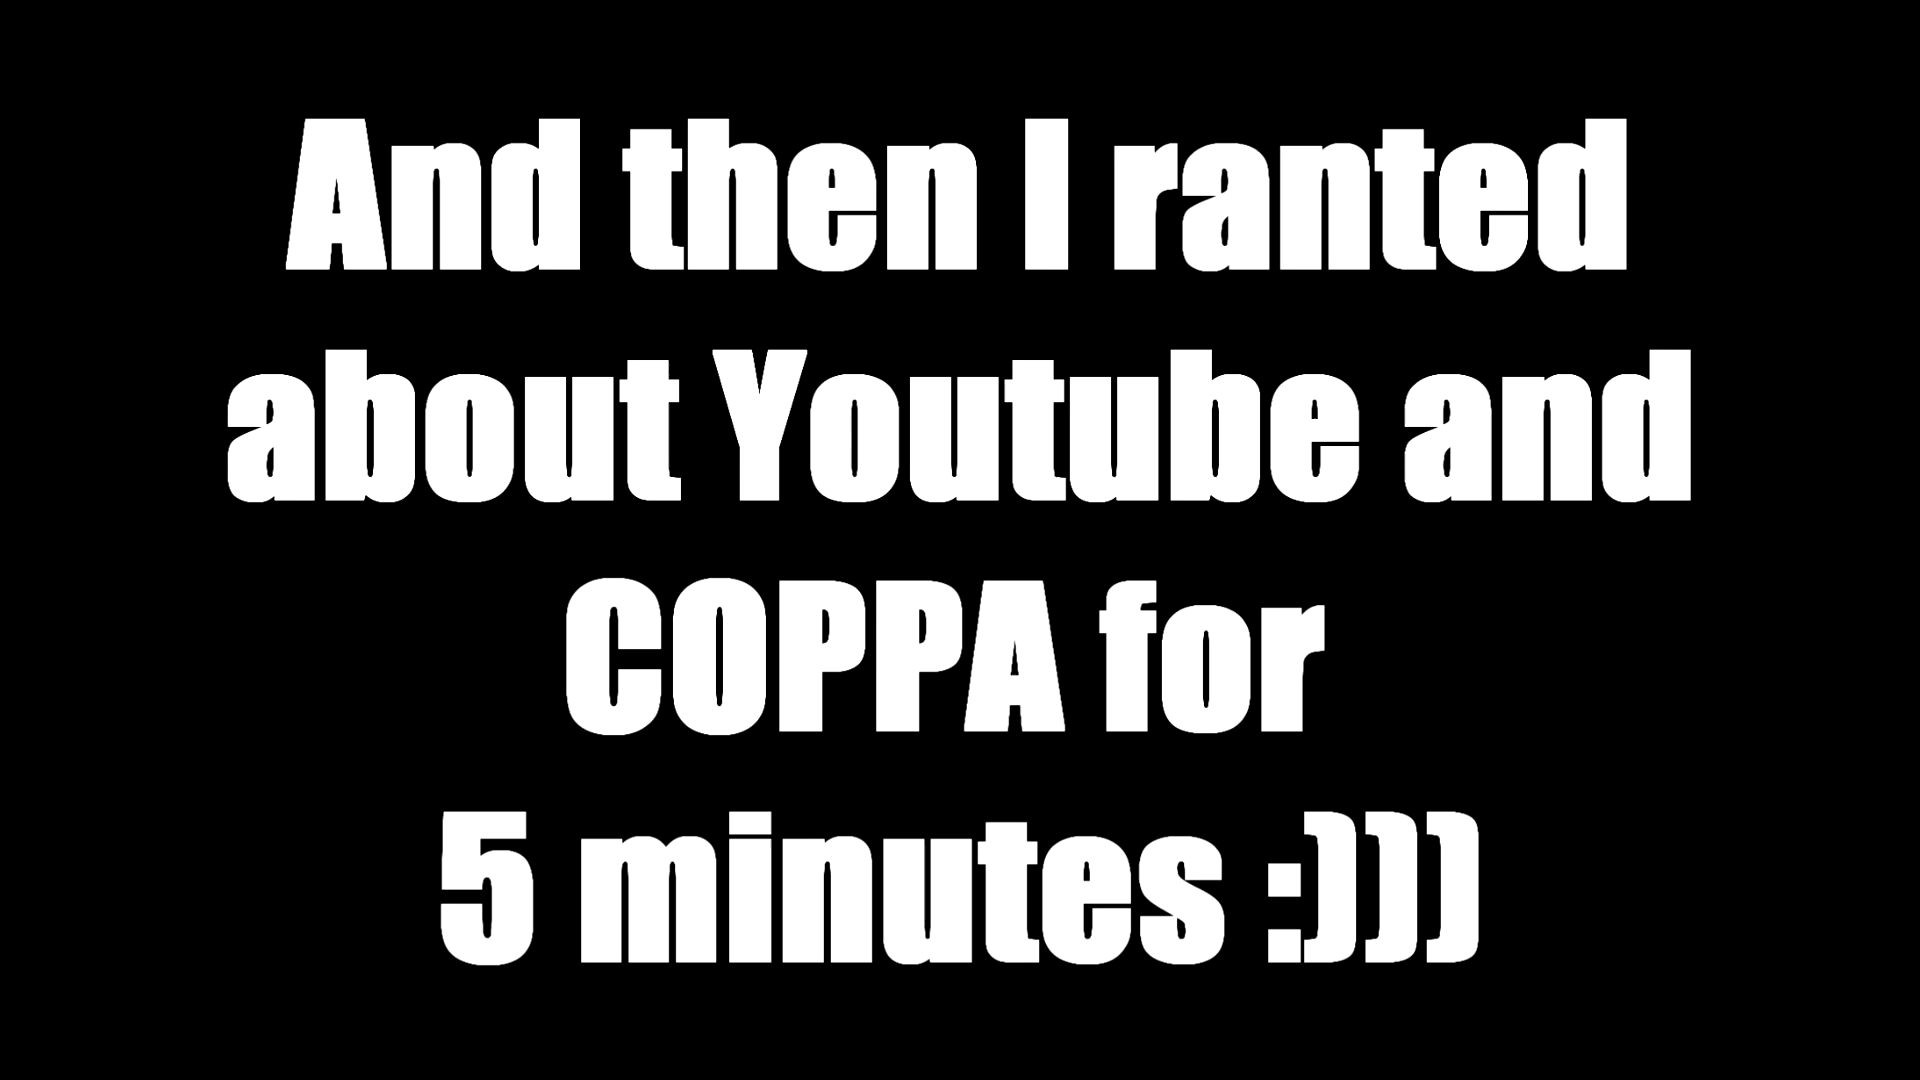 And then I ranted
about Youtube and
COPPA for
5 minutes :)))